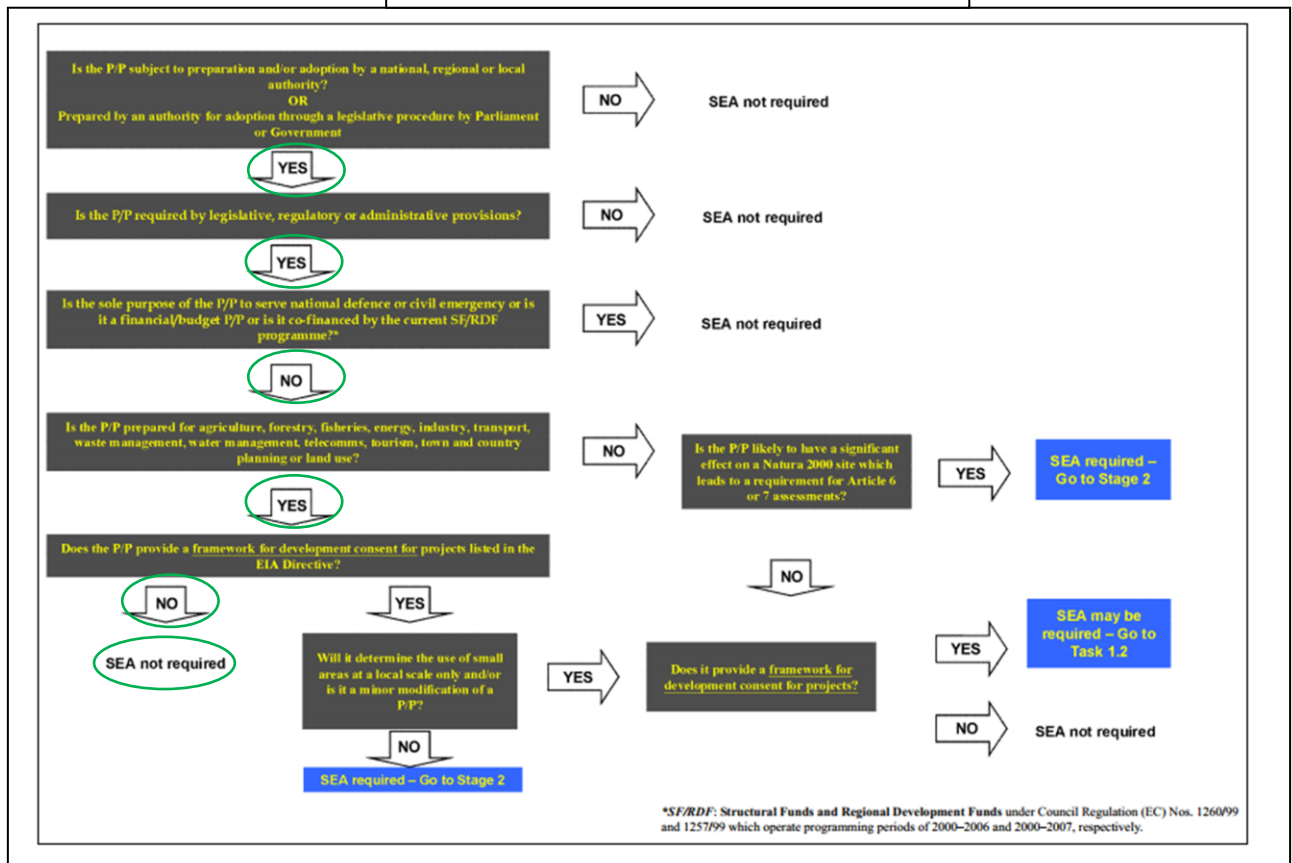 Is the P/P subject to preparation and/or adoption by a national, regional or local
authority?
OR
Prepared by an authority for adoption through a legislative procedure by Parliament
or Government
NO
SEA not required
YES
Is the P/P required by legislative, regulatory or administrative provisions?
NO
SEA not required
YES
Is the sole purpose of the P/P to serve national defence or civil emergency or is
it a financial/budget P/P or is it co-financed by the current SF/RDF
programme?*
YES
SEA not required
NO
Is the P/P prepared for agriculture, forestry, fisheries, energy, industry, transport,
waste management, water management, telecomms, tourism, town and country
planning or land use?
NO
Is the P/P likely to have a significant
effect on a Natura 2000 site which
leads to a requirement for Article 6
or 7 assessments?
YES
SEA required –
Go to Stage 2
YES
Does the P/P provide a framework for development consent for projects listed in the
EIA Directive?
NO
NO
YES
SEA not required
Will it determine the use of small
areas at a local scale only and/or
is it a minor modification of a
P/P?
YES
Does it provide a framework for
development consent for projects?
YES
SEA may be
required – Go to
Task 1.2
NO
SEA not required
NO
SEA required – Go to Stage 2
*SF/RDF: Structural Funds and Regional Development Funds under Council Regulation (EC) Nos. 1260/99
and 1257/99 which operate programming periods of 2000–2006 and 2000–2007, respectively.